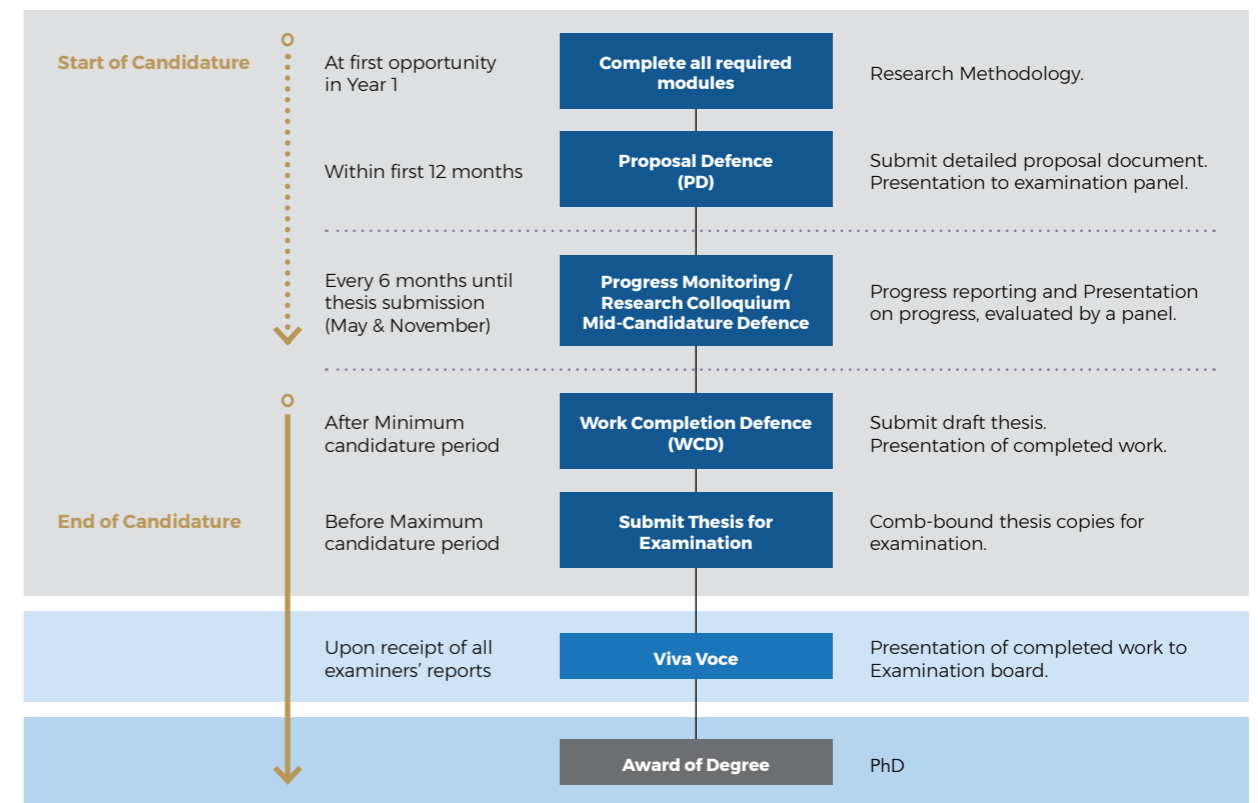 Start of Candidature
At first opportunity
in Year 1
Complete all required
modules
Research Methodology.
Within first 12 months
Proposal Defence
(PD)
Submit detailed proposal document.
Presentation to examination panel.
Every 6 months until
thesis submission
(May & November)
Progress Monitoring /
Research Colloquium
Mid-Candidature Defence
Progress reporting and Presentation
on progress, evaluated by a panel.
After Minimum
candidature period
Work Completion Defence
(WCD)
Submit draft thesis.
Presentation of completed work.
End of Candidature
Before Maximum
candidature period
Submit Thesis for
Examination
Comb-bound thesis copies for
examination.
Upon receipt of all
examiners’ reports
Viva Voce
Presentation of completed work to
Examination board.
Award of Degree
PhD